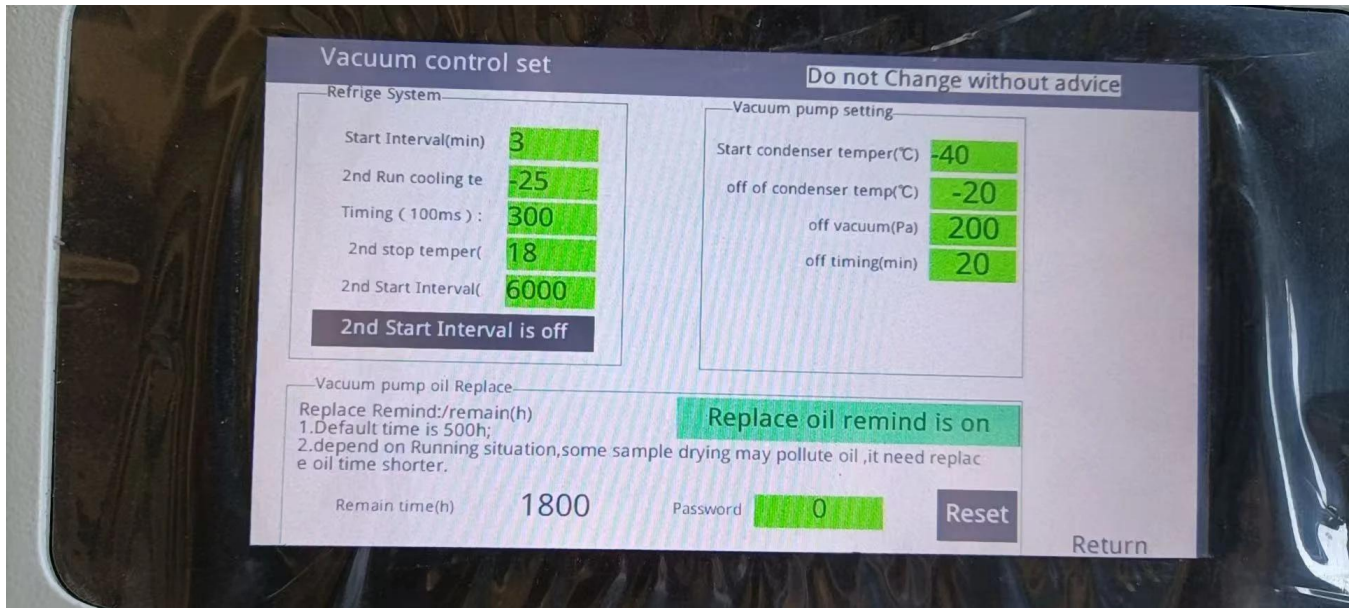 Vacuum control set
Do not Change without advice
Refrige System
Start Interval(min) 3
2nd Run cooling te -25
Timing ( 100ms ) : 300
2nd stop temper( 18
2nd Start Interval( 6000
2nd Start Interval is off
Vacuum pump setting
Start condenser temper(℃) -40
off of condenser temp(℃) -20
off vacuum(Pa) 200
off timing(min) 20
Vacuum pump oil Replace
Replace Remind:/remain(h)
Replace oil remind is on
1.Default time is 500h;
2.depend on Running situation,some sample drying may pollute oil ,it need replac
e oil time shorter.
Remain time(h) 1800 Password 0 Reset
Return